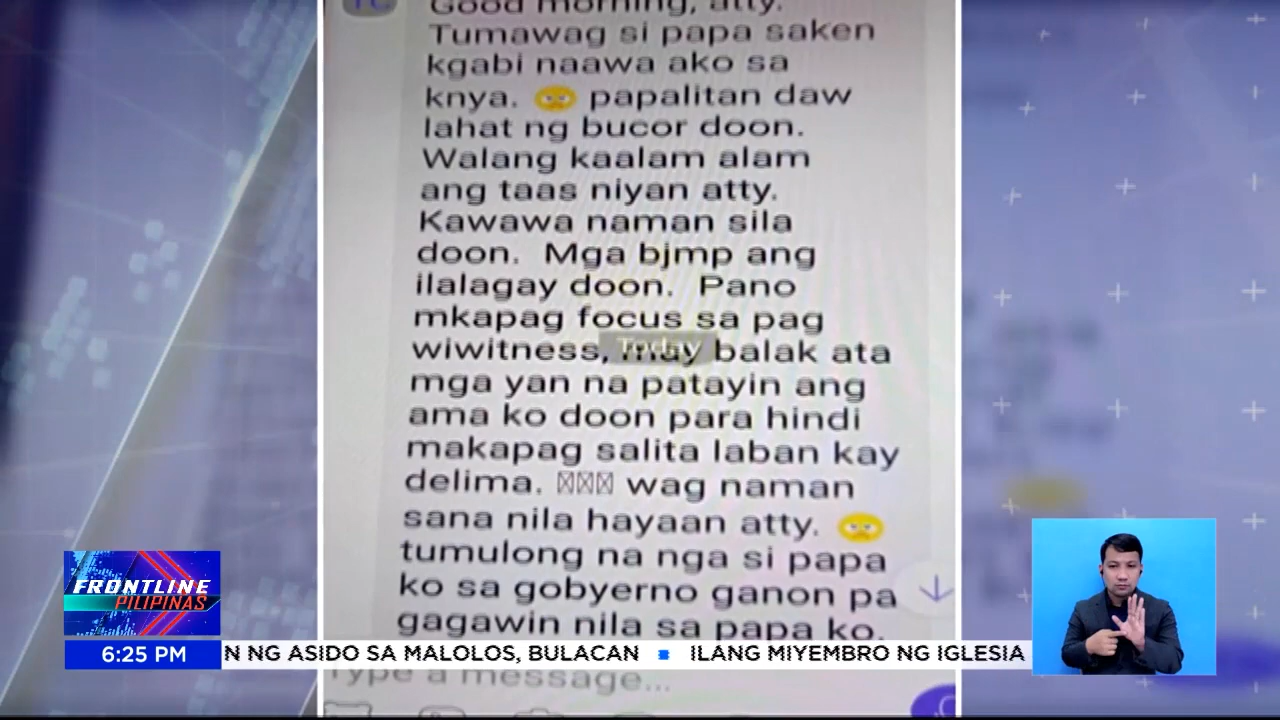 Good morning, atty.
Tumawag si papa saken
kgabi naawa ako sa
knya. 🙁 papalitan daw
lahat ng bucor doon.
Walang kaalam alam
ang taas niyan atty.
Kawawa naman sila
doon. Mga bjmp ang
ilalagay doon. Pano
mkapag focus sa pag
wiwitness, may balak ata
Today
mga yan na patayin ang
ama ko doon para hindi
makapag salita laban kay
delima. wag naman
sana nila hayaan atty. 🙁
tumulong na nga si papa
ko sa gobyerno ganon pa
gagawin nila sa papa ko.
Type a message...
FRONTLINE
PILIPINAS
6:25 PM
N NG ASIDO SA MALOLOS, BULACAN ILANG MIYEMBRO NG IGLESIA